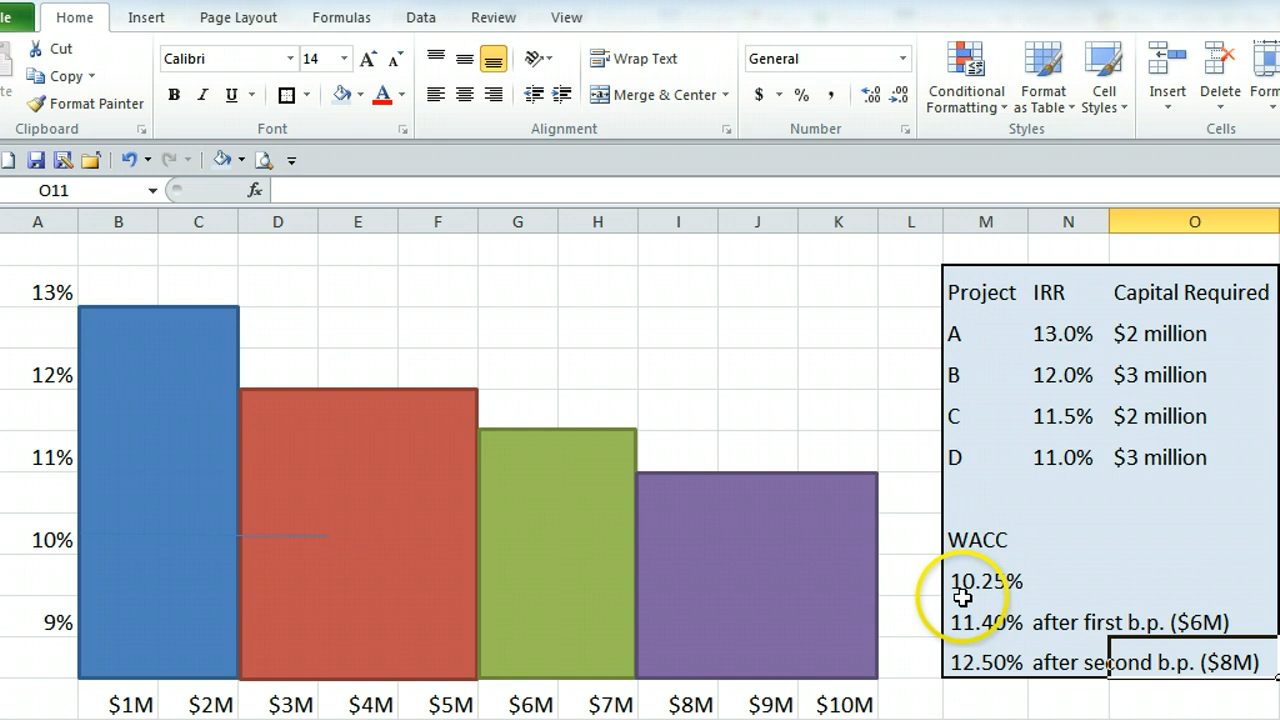 le Home Insert Page Layout Formulas Data Review View
Cut
Copy
Format Painter
Clipboard
Calibri 14 A A
B I U A
Font
Wrap Text
Merge & Center
Alignment
General
$ % , .00 .00
Number
Conditional Formatting
Format as Table
Cell Styles
Styles
Insert Delete
Cells
O11 fx
A B C D E F G H I J K L M N O
13%
12%
11%
10%
9%
$1M $2M $3M $4M $5M $6M $7M $8M $9M $10M
Project IRR Capital Required
A 13.0% $2 million
B 12.0% $3 million
C 11.5% $2 million
D 11.0% $3 million
WACC
10.25%
11.40% after first b.p. ($6M)
12.50% after second b.p. ($8M)